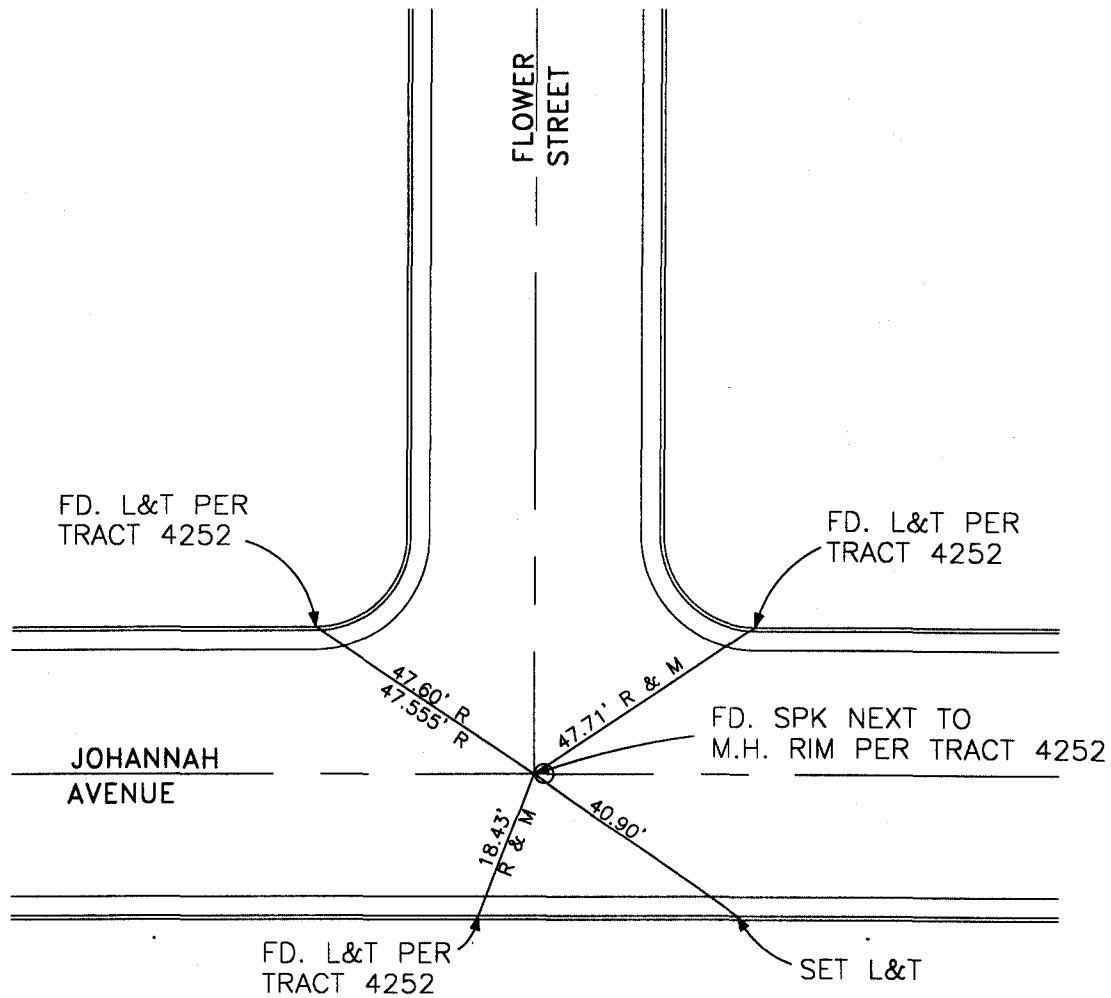 FLOWER
STREET
FD. L&T PER
TRACT 4252
FD. L&T PER
TRACT 4252
47.60' R
47.555' R
47.71' R & M
FD. SPK NEXT TO
M.H. RIM PER TRACT 4252
JOHANNAH
AVENUE
18.43'
R & M
40.90'
FD. L&T PER
TRACT 4252
SET L&T